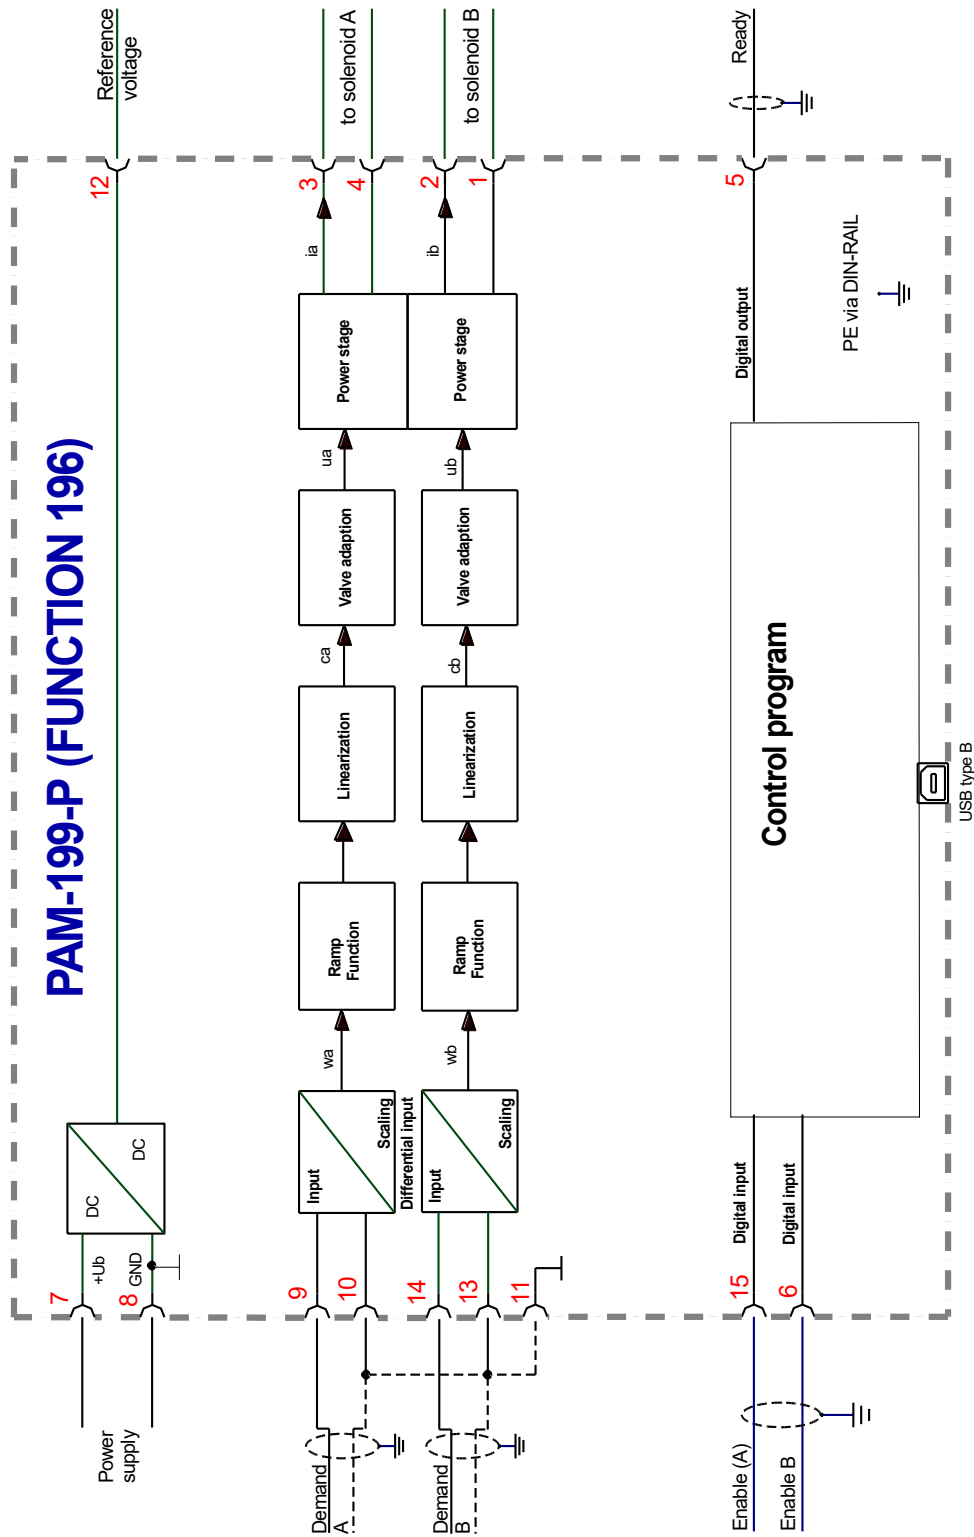 PAM-199-P (FUNCTION 196)
Power
supply
7
+Ub
8
GND
DC
DC
12
Reference
voltage
Demand
A
9
10
Input
Scaling
wa
Ramp
Function
Linearization
ca
Valve adaption
ua
Power stage
ia
3
4
to solenoid A
Differential input
Demand
B
14
13
11
Input
Scaling
wb
Ramp
Function
Linearization
cb
Valve adaption
ub
Power stage
ib
2
1
to solenoid B
Enable (A)
Enable B
15
6
Digital input
Digital input
Control program
Digital output
5
Ready
PE via DIN-RAIL
USB type B